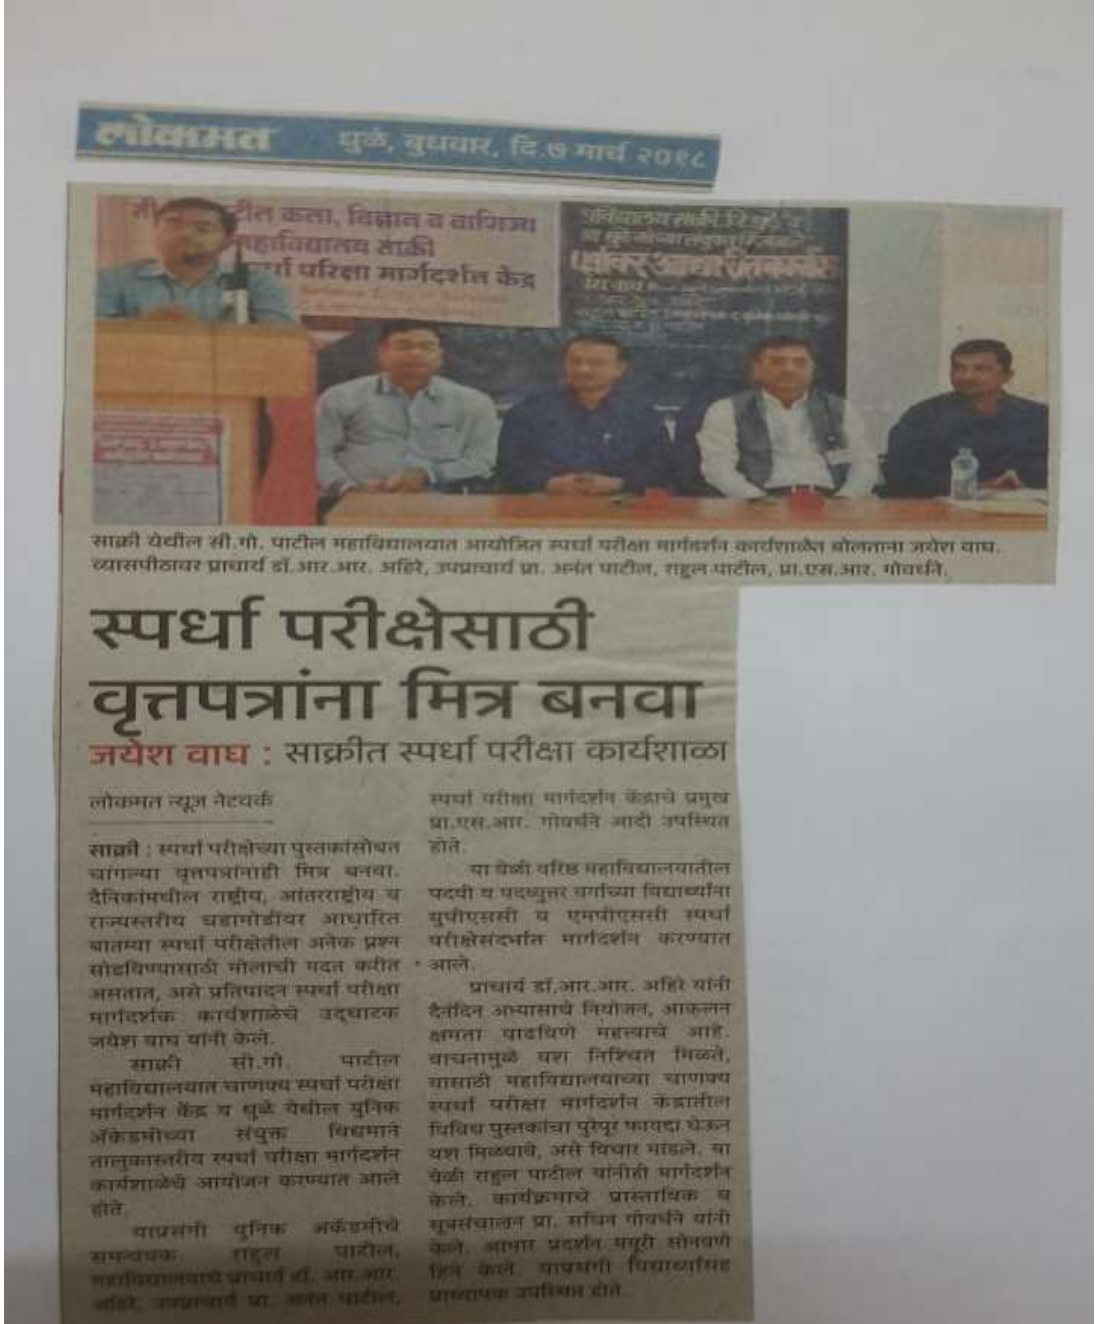 लोकमत
धुळे, बुधवार, दि.७ मार्च २०१८
पाटील कला, विज्ञान व वाणिज्य
महाविद्यालय साक्री
स्पर्धा परिक्षा मार्गदर्शन केंद्र
साक्री येथील सी.गो. पाटील महाविद्यालयात आयोजित स्पर्धा परीक्षा मार्गदर्शन कार्यशाळेत बोलताना जयेश वाघ.
व्यासपीठावर प्राचार्य डॉ.आर.आर. अहिरे, उपप्राचार्य प्रा. अनंत पाटील, राहुल पाटील, प्रा.एस.आर. गोवर्धने.
स्पर्धा परीक्षेसाठी
वृत्तपत्रांना मित्र बनवा
जयेश वाघ : साक्रीत स्पर्धा परीक्षा कार्यशाळा
लोकमत न्यूज नेटवर्क
साक्री : स्पर्धा परीक्षेच्या पुस्तकांसोबत
चांगल्या वृत्तपत्रांनाही मित्र बनवा.
दैनिकांमधील राष्ट्रीय, आंतरराष्ट्रीय व
राज्यस्तरीय घडामोडींवर आधारित
बातम्या स्पर्धा परीक्षेतील अनेक प्रश्न
सोडविण्यासाठी मोलाची मदत करीत
असतात, असे प्रतिपादन स्पर्धा परीक्षा
मार्गदर्शक कार्यशाळेचे उद्घाटक
जयेश वाघ यांनी केले.
साक्री सी.गो. पाटील
महाविद्यालयात चाणक्य स्पर्धा परीक्षा
मार्गदर्शन केंद्र व धुळे येथील युनिक
अ‍ॅकेडमीच्या संयुक्त विद्यमाने
तालुकास्तरीय स्पर्धा परीक्षा मार्गदर्शन
कार्यशाळेचे आयोजन करण्यात आले
होते.
याप्रसंगी युनिक अकॅडमीचे
समन्वयक राहुल पाटील,
महाविद्यालयाचे प्राचार्य डॉ. आर.आर.
अहिरे, उपप्राचार्य प्रा. अनंत पाटील,
स्पर्धा परीक्षा मार्गदर्शन केंद्राचे प्रमुख
प्रा.एस.आर. गोवर्धने आदी उपस्थित
होते.
या वेळी वरिष्ठ महाविद्यालयातील
पदवी व पदव्युत्तर वर्गाच्या विद्यार्थ्यांना
युपीएससी व एमपीएससी स्पर्धा
परीक्षेसंदर्भात मार्गदर्शन करण्यात
आले.
प्राचार्य डॉ.आर.आर. अहिरे यांनी
दैनंदिन अभ्यासाचे नियोजन, आकलन
क्षमता वाढविणे महत्त्वाचे आहे.
वाचनामुळे यश निश्चित मिळते,
यासाठी महाविद्यालयाच्या चाणक्य
स्पर्धा परीक्षा मार्गदर्शन केंद्रातील
विविध पुस्तकांचा पुरेपूर फायदा घेऊन
यश मिळवावे, असे विचार मांडले. या
वेळी राहुल पाटील यांनीही मार्गदर्शन
केले. कार्यक्रमाचे प्रास्ताविक व
सूत्रसंचालन प्रा. सचिन गोवर्धने यांनी
केले. आभार प्रदर्शन मयूरी सोनवणे
हिने केले. याप्रसंगी विद्यार्थ्यांसह
प्राध्यापक उपस्थित होते.